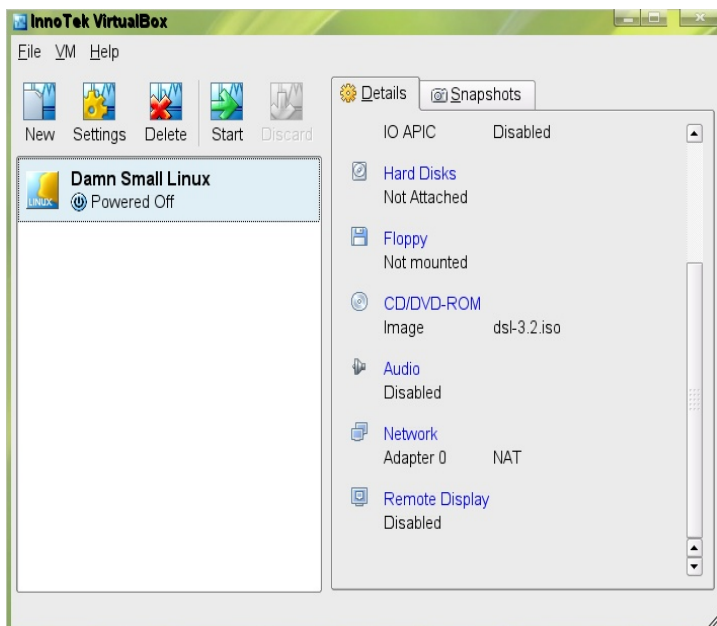 InnoTek VirtualBox
File VM Help
New Settings Delete Start Discard
Details Snapshots
Damn Small Linux
Powered Off
LINUX
IO APIC Disabled
Hard Disks
Not Attached
Floppy
Not mounted
CD/DVD-ROM
Image dsl-3.2.iso
Audio
Disabled
Network
Adapter 0 NAT
Remote Display
Disabled